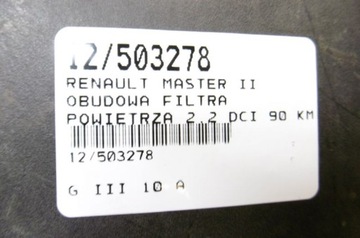 12/503278
RENAULT MASTER II
OBUDOWA FILTRA
POWIETRZA 2,2 DCI 90 KM
12/503278
G III 10 A